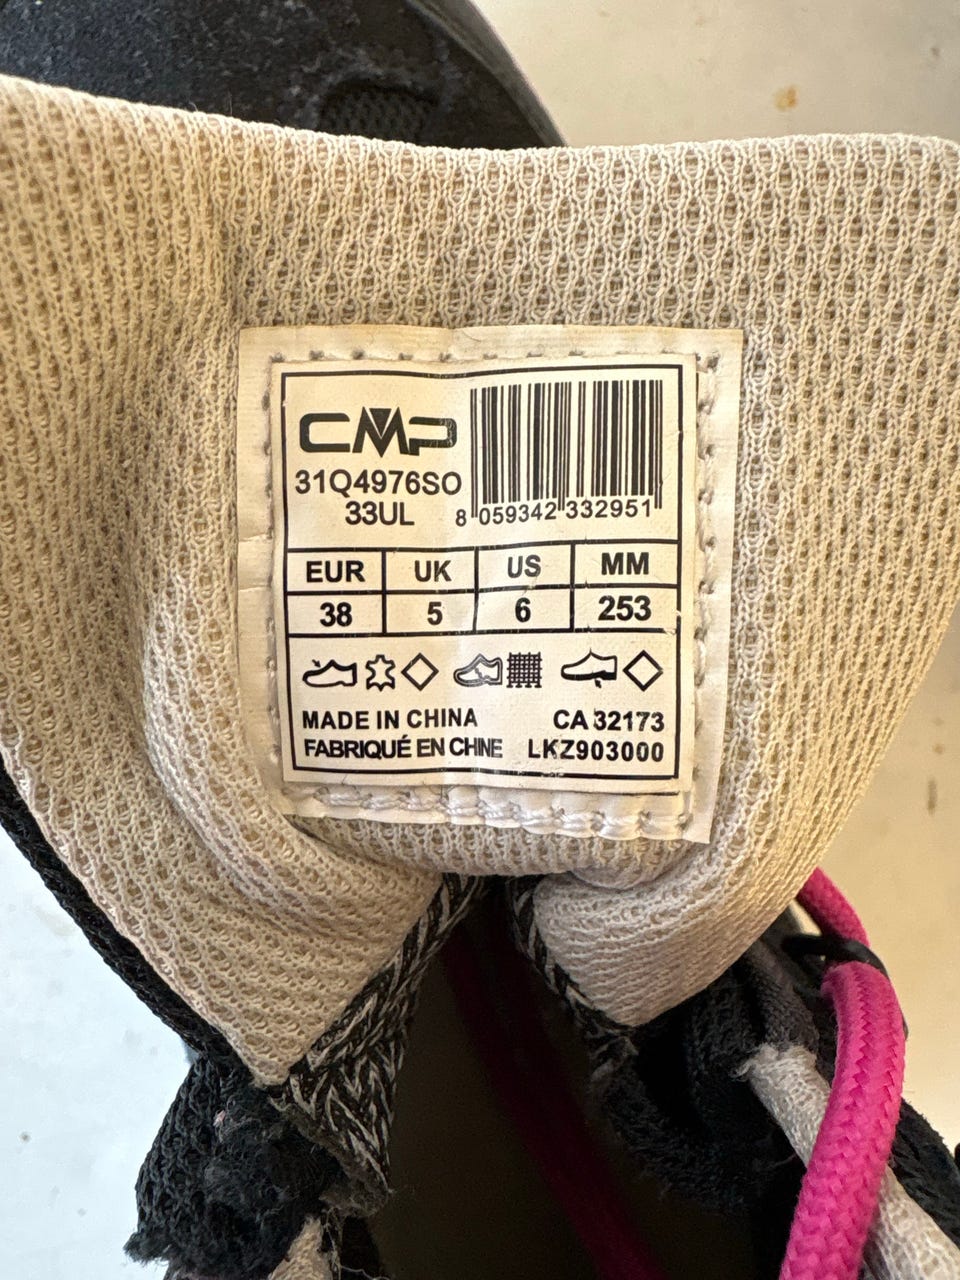 CMP
31Q4976SO
33UL
8 059342 332951
EUR UK US MM
38 5 6 253
MADE IN CHINA CA 32173
FABRIQUÉ EN CHINE LKZ903000